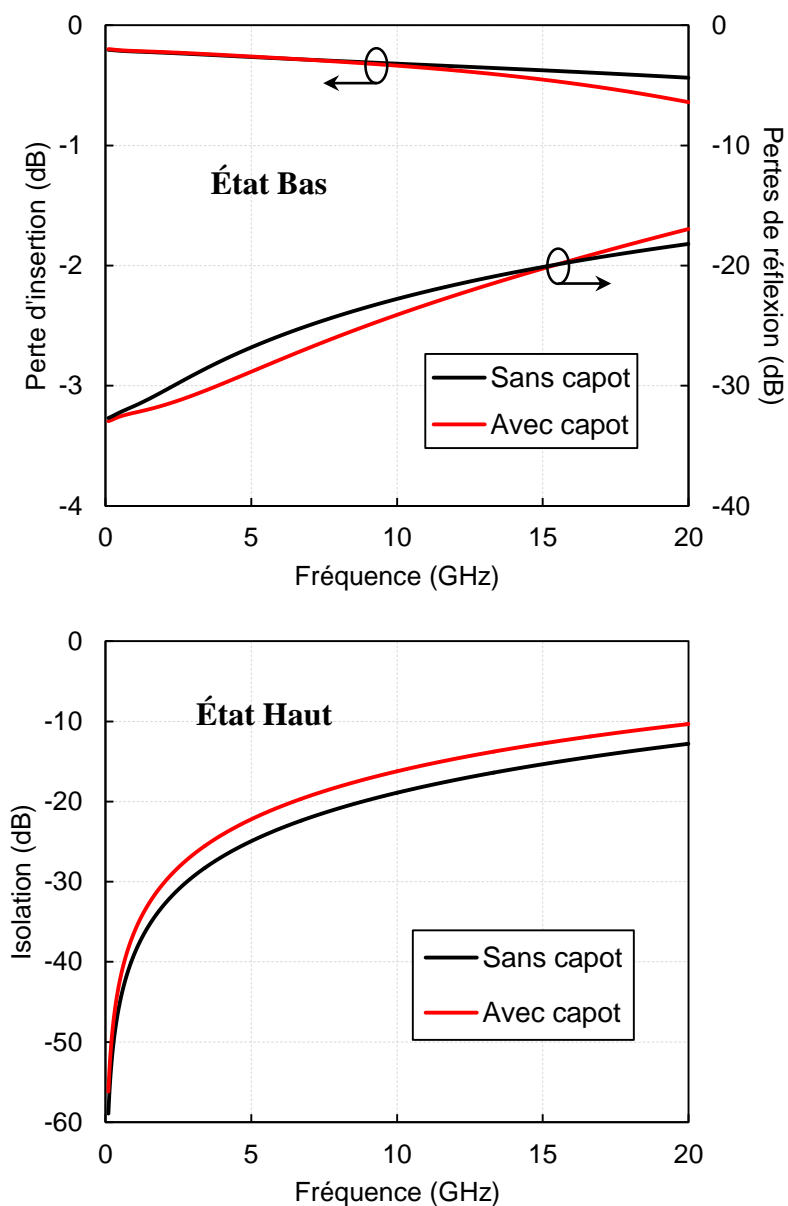 0
-1
-2
-3
-4
Perte d'insertion (dB)
0
-10
-20
-30
-40
Pertes de réflexion (dB)
État Bas
Sans capot
Avec capot
0 5 10 15 20
Fréquence (GHz)
0
-10
-20
-30
-40
-50
-60
Isolation (dB)
État Haut
Sans capot
Avec capot
0 5 10 15 20
Fréquence (GHz)